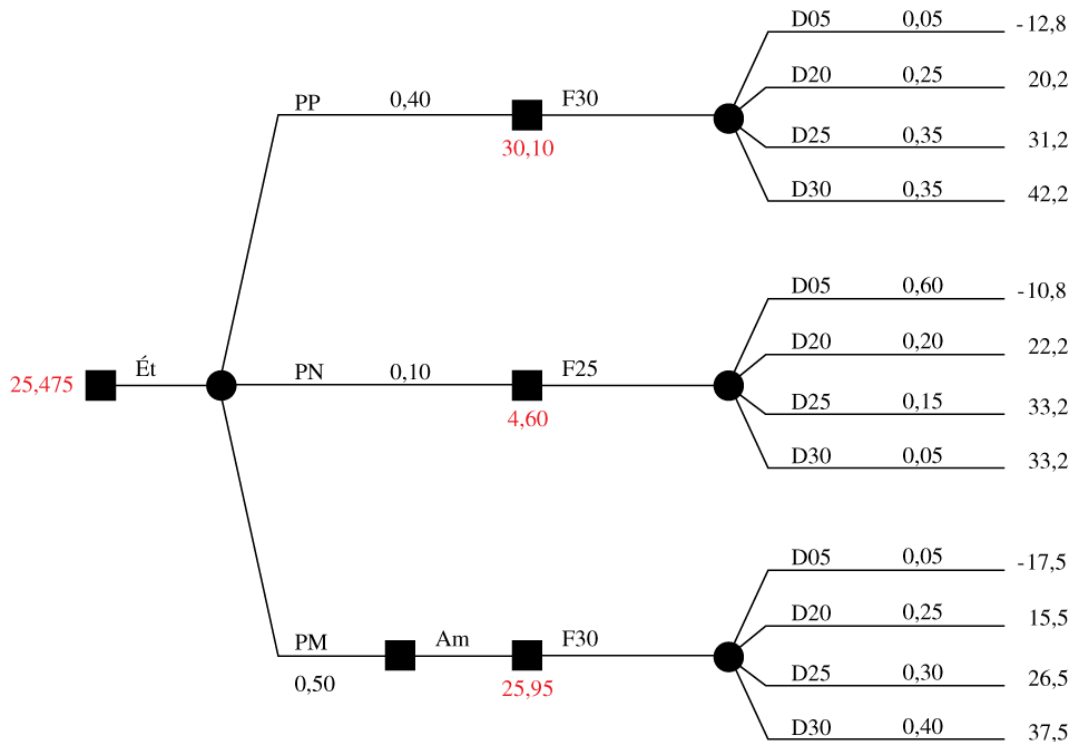 D05 0,05 -12,8
D20 0,25 20,2
PP 0,40 F30
30,10
D25 0,35 31,2
D30 0,35 42,2
D05 0,60 -10,8
D20 0,20 22,2
25,475 Ét PN 0,10 F25
4,60
D25 0,15 33,2
D30 0,05 33,2
D05 0,05 -17,5
D20 0,25 15,5
PM Am F30
0,50 25,95
D25 0,30 26,5
D30 0,40 37,5